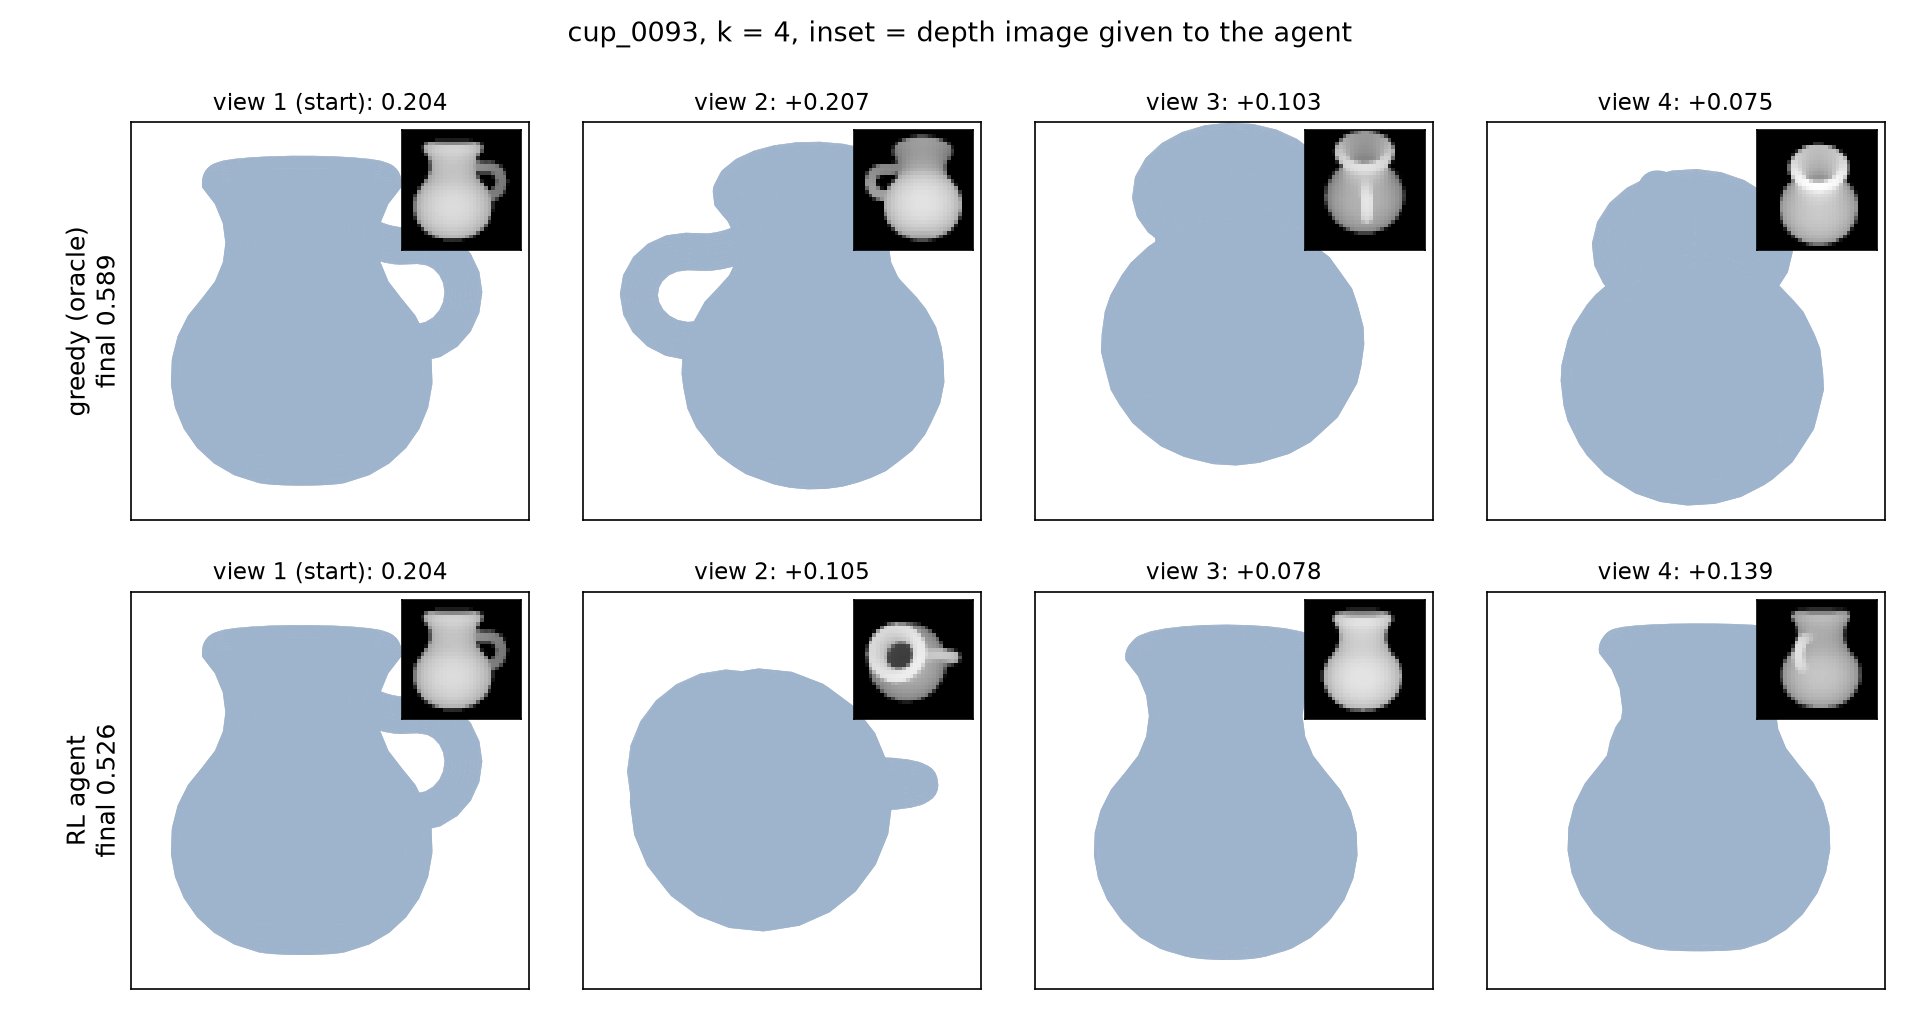 cup_0093, k = 4, inset = depth image given to the agent
greedy (oracle)
final 0.589
view 1 (start): 0.204
view 2: +0.207
view 3: +0.103
view 4: +0.075
RL agent
final 0.526
view 1 (start): 0.204
view 2: +0.105
view 3: +0.078
view 4: +0.139